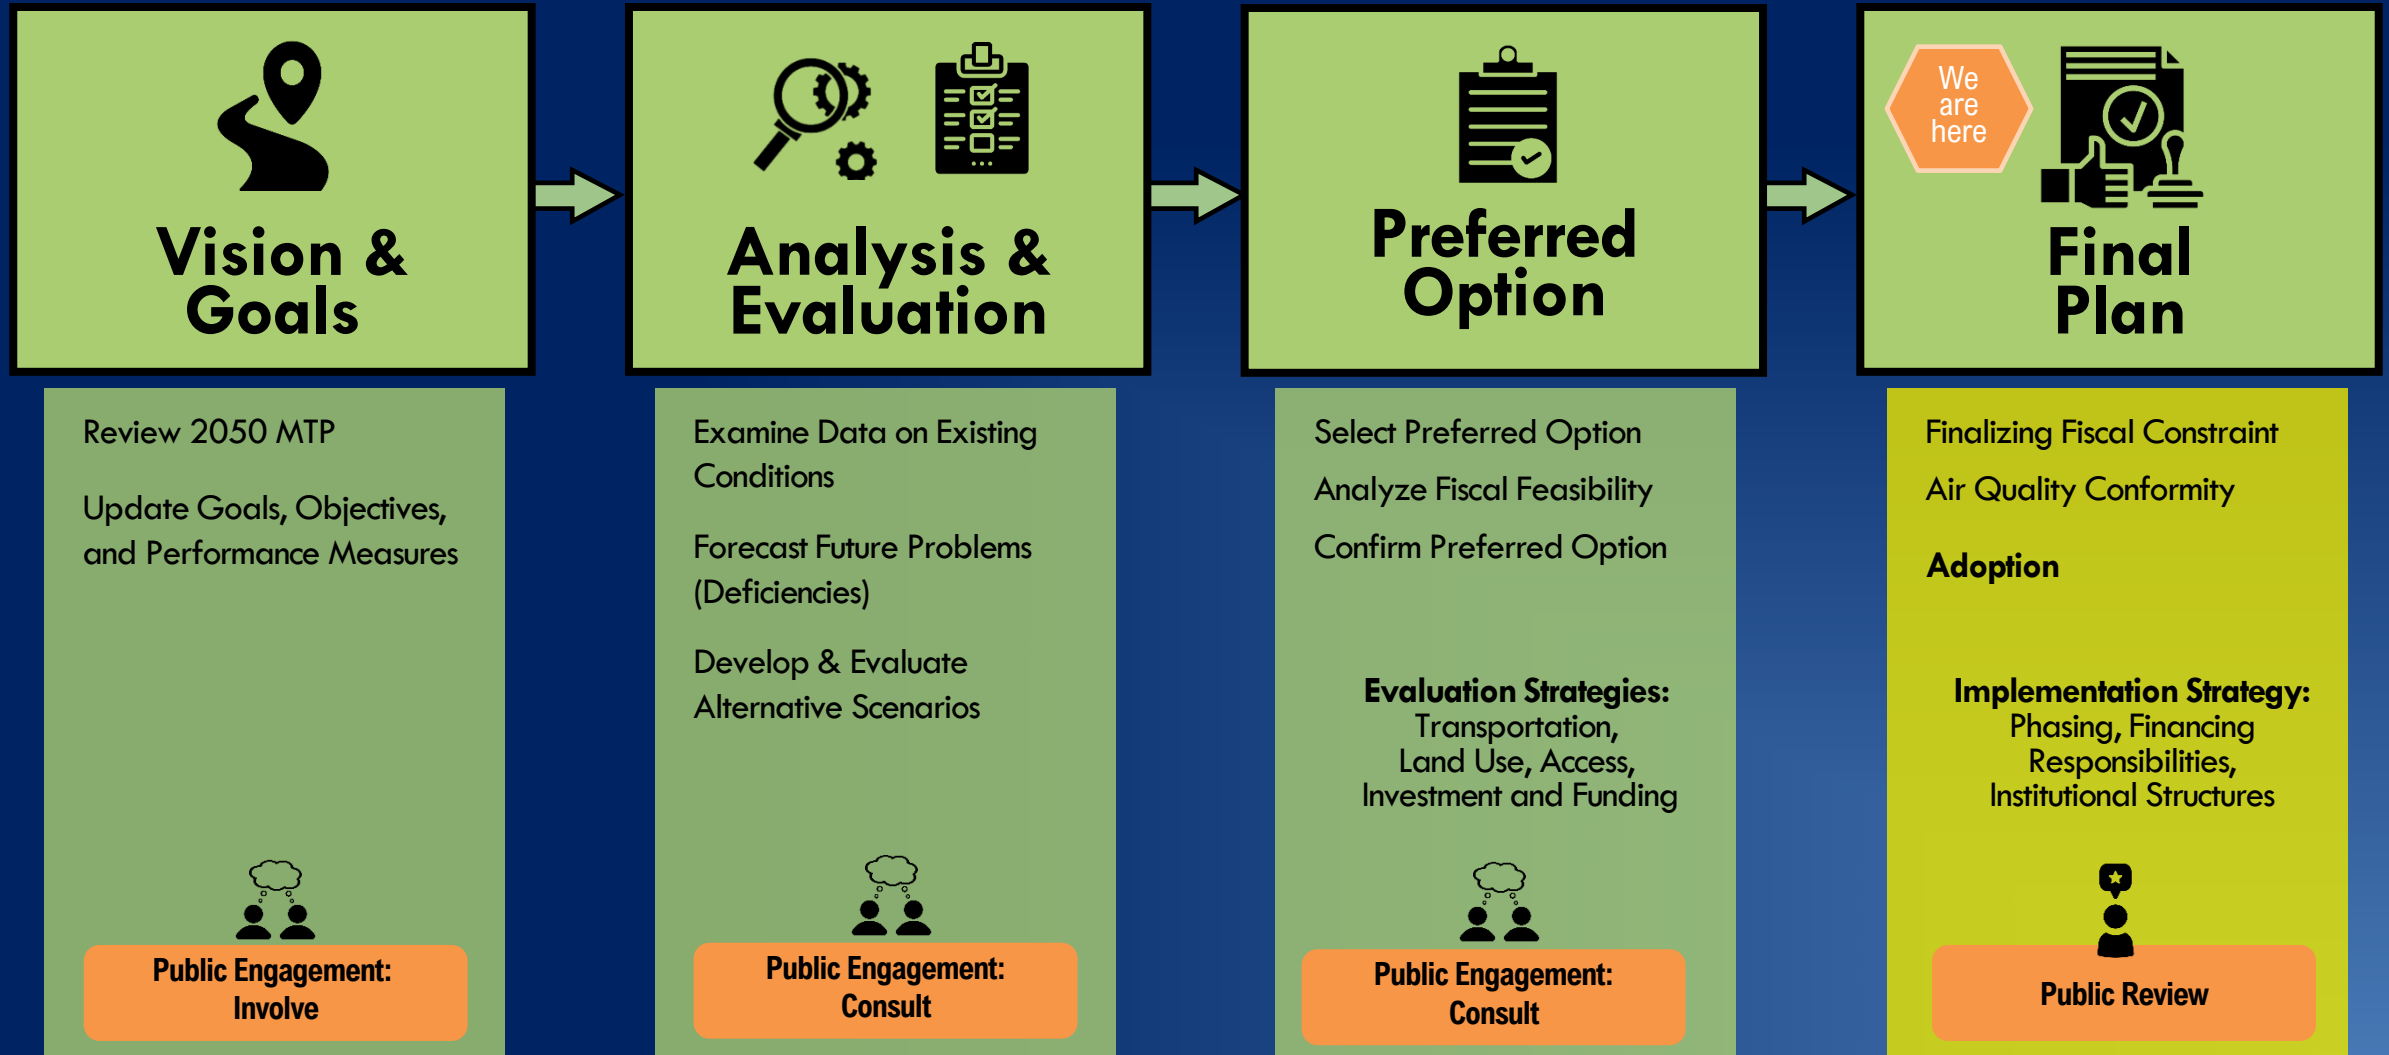 Vision &
Goals
Review 2050 MTP
Update Goals, Objectives,
and Performance Measures
Public Engagement:
Involve
Analysis &
Evaluation
Examine Data on Existing
Conditions
Forecast Future Problems
(Deficiencies)
Develop & Evaluate
Alternative Scenarios
Public Engagement:
Consult
Preferred
Option
Select Preferred Option
Analyze Fiscal Feasibility
Confirm Preferred Option
Evaluation Strategies:
Transportation,
Land Use, Access,
Investment and Funding
Public Engagement:
Consult
We
are
here
Final
Plan
Finalizing Fiscal Constraint
Air Quality Conformity
Adoption
Implementation Strategy:
Phasing, Financing
Responsibilities,
Institutional Structures
Public Review